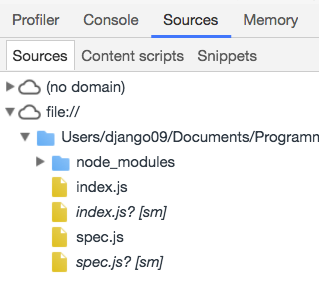 Profiler Console Sources Memory
Sources Content scripts Snippets
(no domain)
file://
Users/django09/Documents/Programm
node_modules
index.js
index.js? [sm]
spec.js
spec.js? [sm]